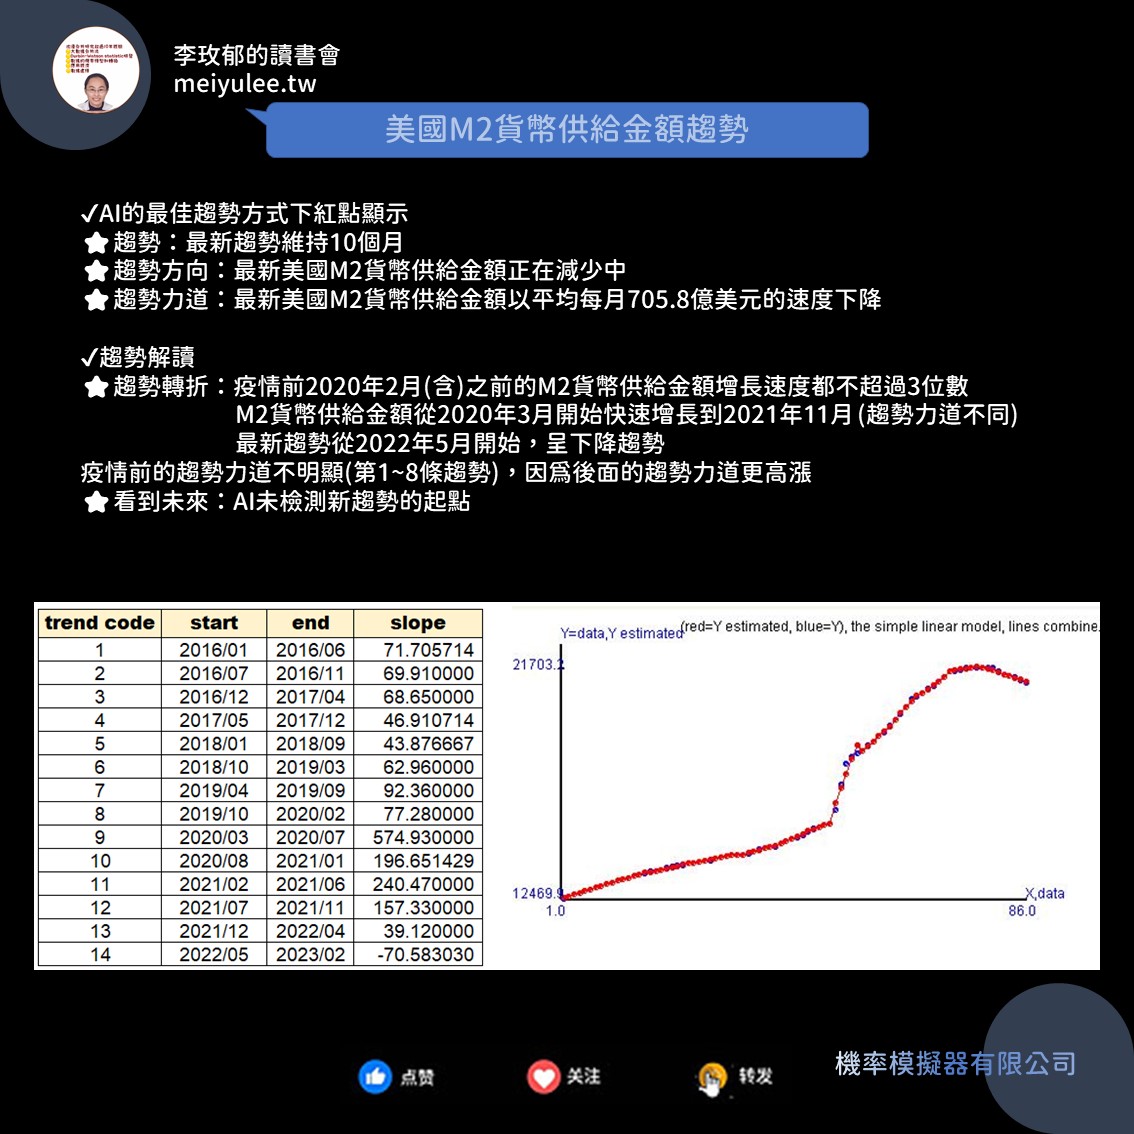 李玫郁的讀書會
meiyulee.tw
美國M2貨幣供給金額趨勢
✓AI的最佳趨勢方式下紅點顯示
★趨勢：最新趨勢維持10個月
★趨勢方向：最新美國M2貨幣供給金額正在減少中
★趨勢力道：最新美國M2貨幣供給金額以平均每月705.8億美元的速度下降
✓趨勢解讀
★趨勢轉折：疫情前2020年2月(含)之前的M2貨幣供給金額增長速度都不超過3位數
M2貨幣供給金額從2020年3月開始快速增長到2021年11月(趨勢力道不同)
最新趨勢從2022年5月開始，呈下降趨勢
疫情前的趨勢力道不明顯(第1~8條趨勢)，因為後面的趨勢力道更高漲
★看到未來：AI未檢測新趨勢的起點
trend code start end slope
1 2016/01 2016/06 71.705714
2 2016/07 2016/11 69.910000
3 2016/12 2017/04 68.650000
4 2017/05 2017/12 46.910714
5 2018/01 2018/09 43.876667
6 2018/10 2019/03 62.960000
7 2019/04 2019/09 92.360000
8 2019/10 2020/02 77.280000
9 2020/03 2020/07 574.930000
10 2020/08 2021/01 196.651429
11 2021/02 2021/06 240.470000
12 2021/07 2021/11 157.330000
13 2021/12 2022/04 39.120000
14 2022/05 2023/02 -70.583030
Y=data,Y estimated
(red=Y estimated, blue=Y), the simple linear model, lines combine.
21703.2
12469.9
X,data
1.0
86.0
点赞
关注
转发
機率模擬器有限公司